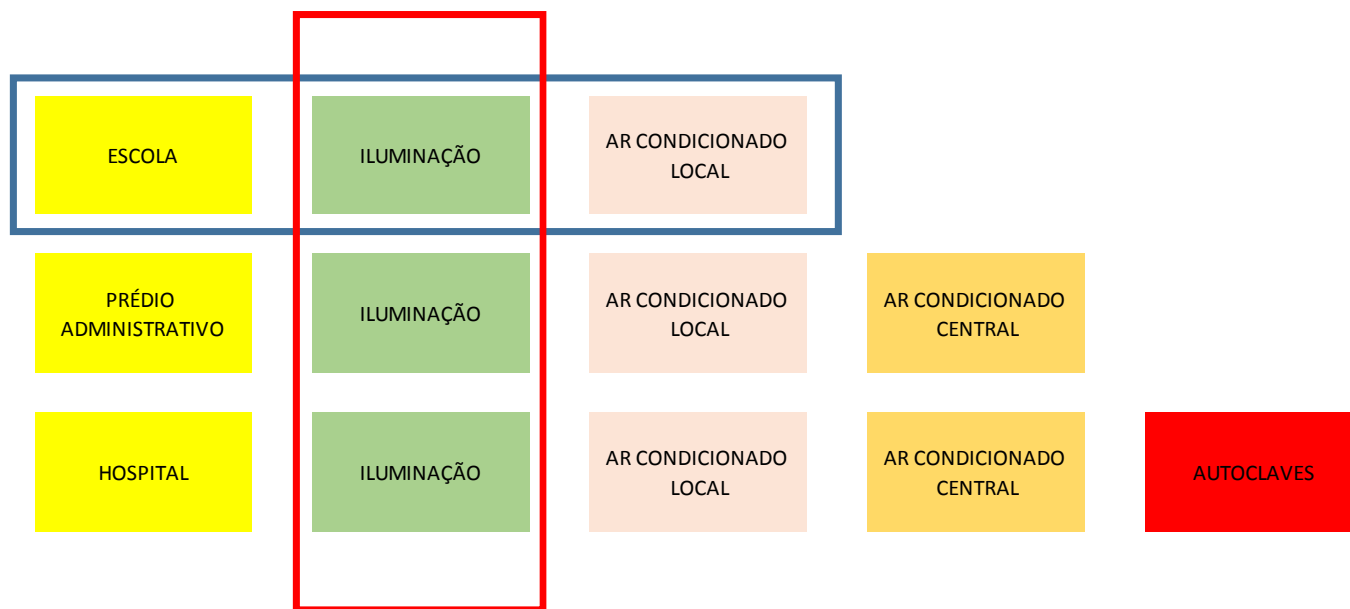 ESCOLA
ILUMINAÇÃO
AR CONDICIONADO
LOCAL
PRÉDIO
ADMINISTRATIVO
ILUMINAÇÃO
AR CONDICIONADO
LOCAL
AR CONDICIONADO
CENTRAL
HOSPITAL
ILUMINAÇÃO
AR CONDICIONADO
LOCAL
AR CONDICIONADO
CENTRAL
AUTOCLAVES